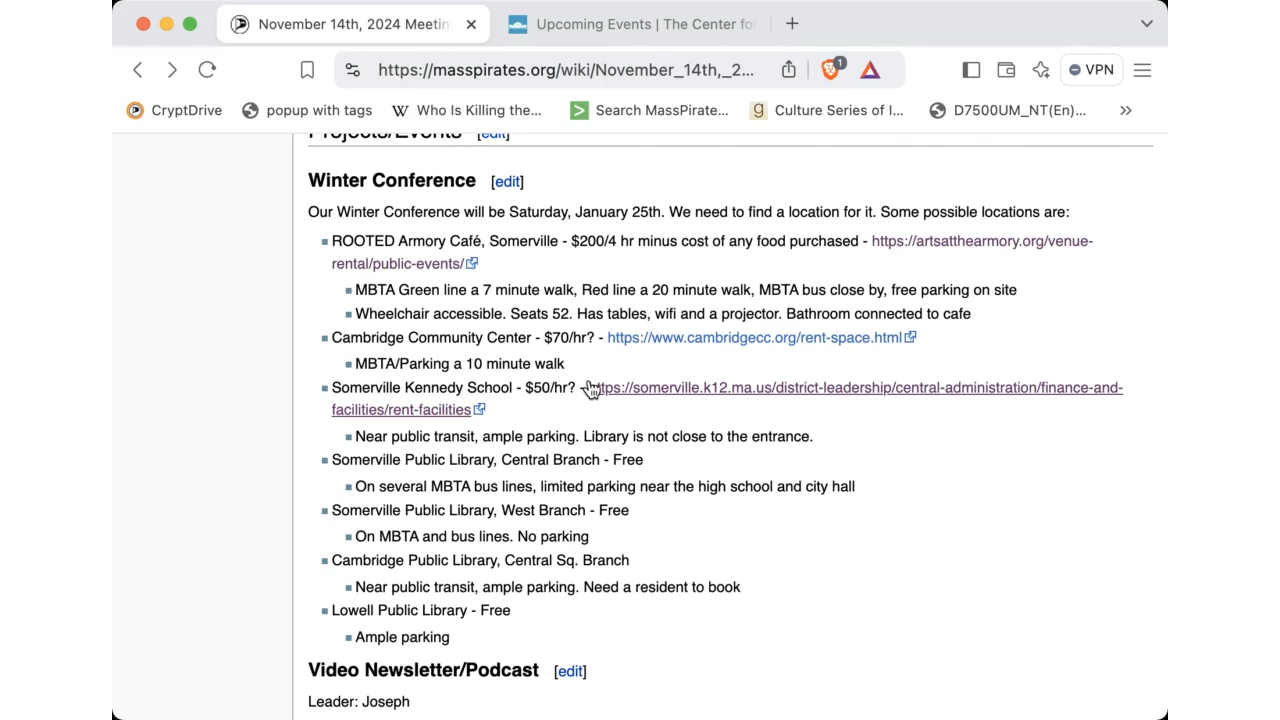 November 14th, 2024 Meetin
Upcoming Events | The Center fo
https://masspirates.org/wiki/November_14th,_2...
1
VPN
CryptDrive
popup with tags
W Who Is Killing the...
> Search MassPirate...
g Culture Series of I...
D7500UM_NT(En)...
»
Projects/Events [edit]
Winter Conference [edit]
Our Winter Conference will be Saturday, January 25th. We need to find a location for it. Some possible locations are:
ROOTED Armory Café, Somerville - $200/4 hr minus cost of any food purchased - https://artsatthearmory.org/venue-
rental/public-events/
MBTA Green line a 7 minute walk, Red line a 20 minute walk, MBTA bus close by, free parking on site
Wheelchair accessible. Seats 52. Has tables, wifi and a projector. Bathroom connected to cafe
Cambridge Community Center - $70/hr? - https://www.cambridgecc.org/rent-space.html
MBTA/Parking a 10 minute walk
Somerville Kennedy School - $50/hr? - https://somerville.k12.ma.us/district-leadership/central-administration/finance-and-
facilities/rent-facilities
Near public transit, ample parking. Library is not close to the entrance.
Somerville Public Library, Central Branch - Free
On several MBTA bus lines, limited parking near the high school and city hall
Somerville Public Library, West Branch - Free
On MBTA and bus lines. No parking
Cambridge Public Library, Central Sq. Branch
Near public transit, ample parking. Need a resident to book
Lowell Public Library - Free
Ample parking
Video Newsletter/Podcast [edit]
Leader: Joseph